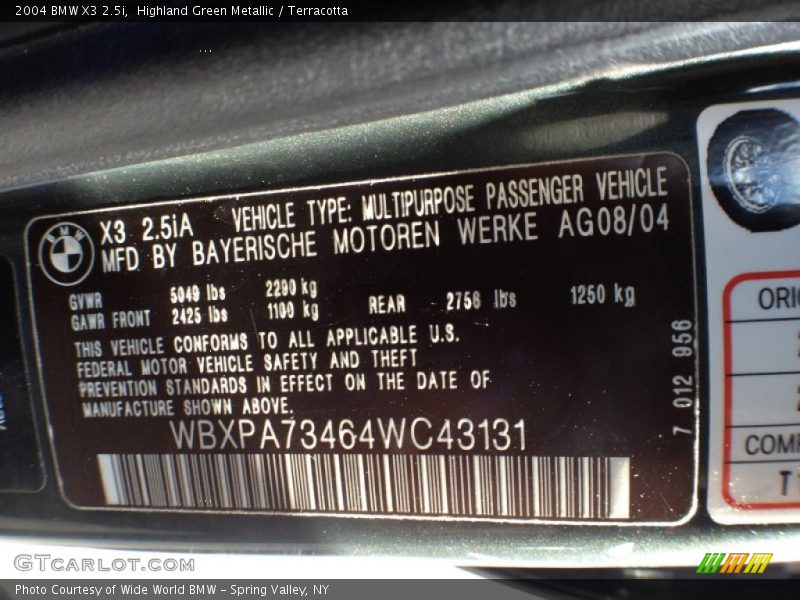 2004 BMW X3 2.5i,  Highland Green Metallic / Terracotta
BMW
X3 2.5iA VEHICLE TYPE: MULTIPURPOSE PASSENGER VEHICLE
MFD BY BAYERISCHE MOTOREN WERKE AG08/04
GVWR 5049 lbs 2290 kg
GAWR FRONT 2425 lbs 1100 kg REAR 2756 lbs 1250 kg
THIS VEHICLE CONFORMS TO ALL APPLICABLE U.S.
FEDERAL MOTOR VEHICLE SAFETY AND THEFT
PREVENTION STANDARDS IN EFFECT ON THE DATE OF
MANUFACTURE SHOWN ABOVE.
WBXPA73464WC43131
7 012 956
ORI
COM
T
GTCARLOT.COM
Photo Courtesy of Wide World BMW - Spring Valley, NY